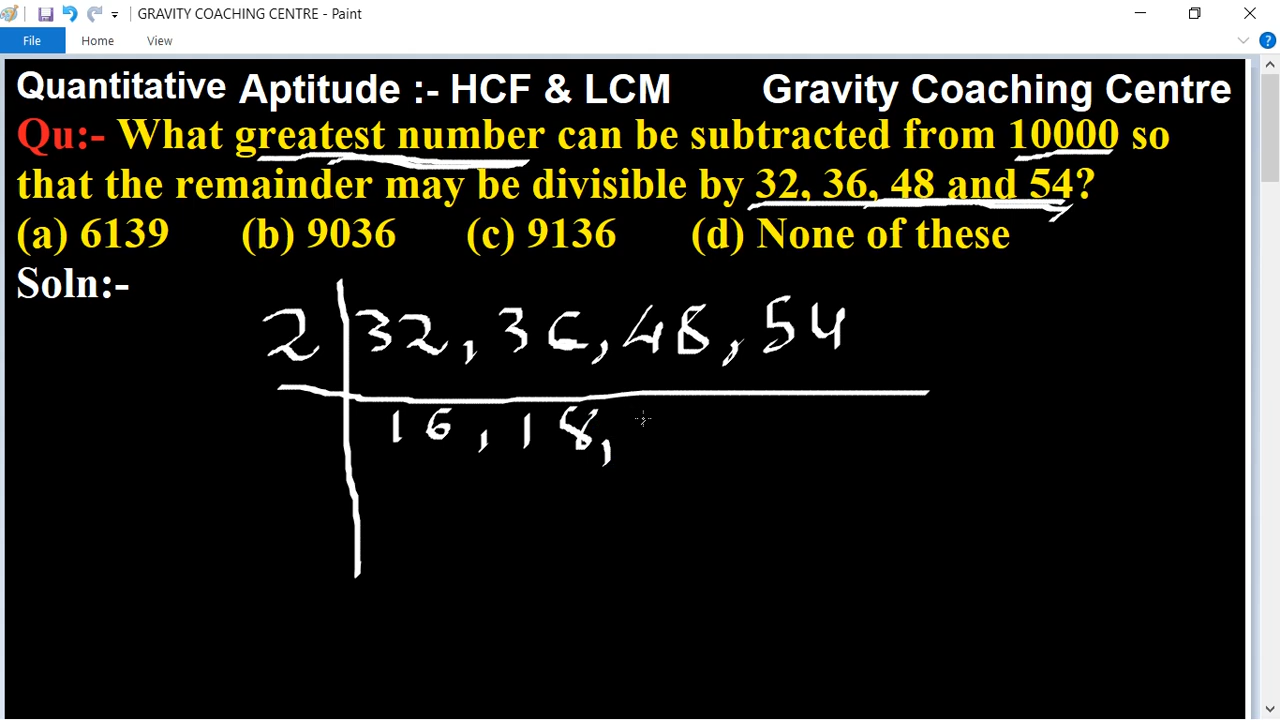 GRAVITY COACHING CENTRE - Paint
File Home View
Quantitative Aptitude :- HCF & LCM Gravity Coaching Centre
Qu:- What greatest number can be subtracted from 10000 so
that the remainder may be divisible by 32, 36, 48 and 54?
(a) 6139 (b) 9036 (c) 9136 (d) None of these
Soln:-
2 32, 36, 48, 54
16, 18,